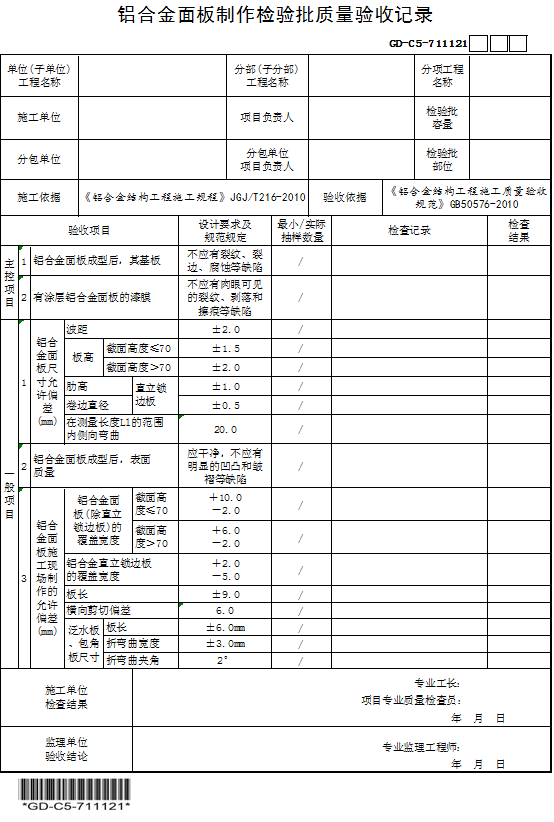 铝合金面板制作检验批质量验收记录
GD-C5-711121
单位(子单位)
工程名称
分部(子分部)
工程名称
分项工程
名称
施工单位
项目负责人
检验批
容量
分包单位
分包单位
项目负责人
检验批
部位
施工依据
《铝合金结构工程施工规程》JGJ/T216-2010
验收依据
《铝合金结构工程施工质量验收
规范》GB50576-2010
验收项目
设计要求及
规范规定
最小/实际
抽样数量
检查记录
检查
结果
主控项目
1
铝合金面板成型后，其基板
不应有裂纹、裂
边、腐蚀等缺陷
/
2
有涂层铝合金面板的漆膜
不应有肉眼可见
的裂纹、剥落和
擦痕等缺陷
/
一般项目
1
铝合
金面
板尺
寸允
许偏
差
(mm)
波距
±2.0
/
板高
截面高度≤70
±1.5
/
截面高度>70
±2.0
/
肋高
直立锁
边板
±1.0
/
卷边直径
±0.5
/
在测量长度L1的范围
内侧向弯曲
20.0
/
2
铝合金面板成型后，表面
质量
应干净，不应有
明显的凹凸和皱
褶等缺陷
/
3
铝合
金面
板施
工现
场制
作的
允许
偏差
(mm)
铝合金面
板(除直立
锁边板)的
覆盖宽度
截面高
度≤70
+10.0
-2.0
/
截面高
度>70
+6.0
-2.0
/
铝合金直立锁边板
的覆盖宽度
+2.0
-5.0
/
板长
±9.0
/
横向剪切偏差
6.0
/
泛水板
、包角
板尺寸
板长
±6.0mm
/
折弯曲宽度
±3.0mm
/
折弯曲夹角
2°
/
施工单位
检查结果
专业工长:
项目专业质量检查员:
年 月 日
监理单位
验收结论
专业监理工程师:
年 月 日
*GD-C5-711121*